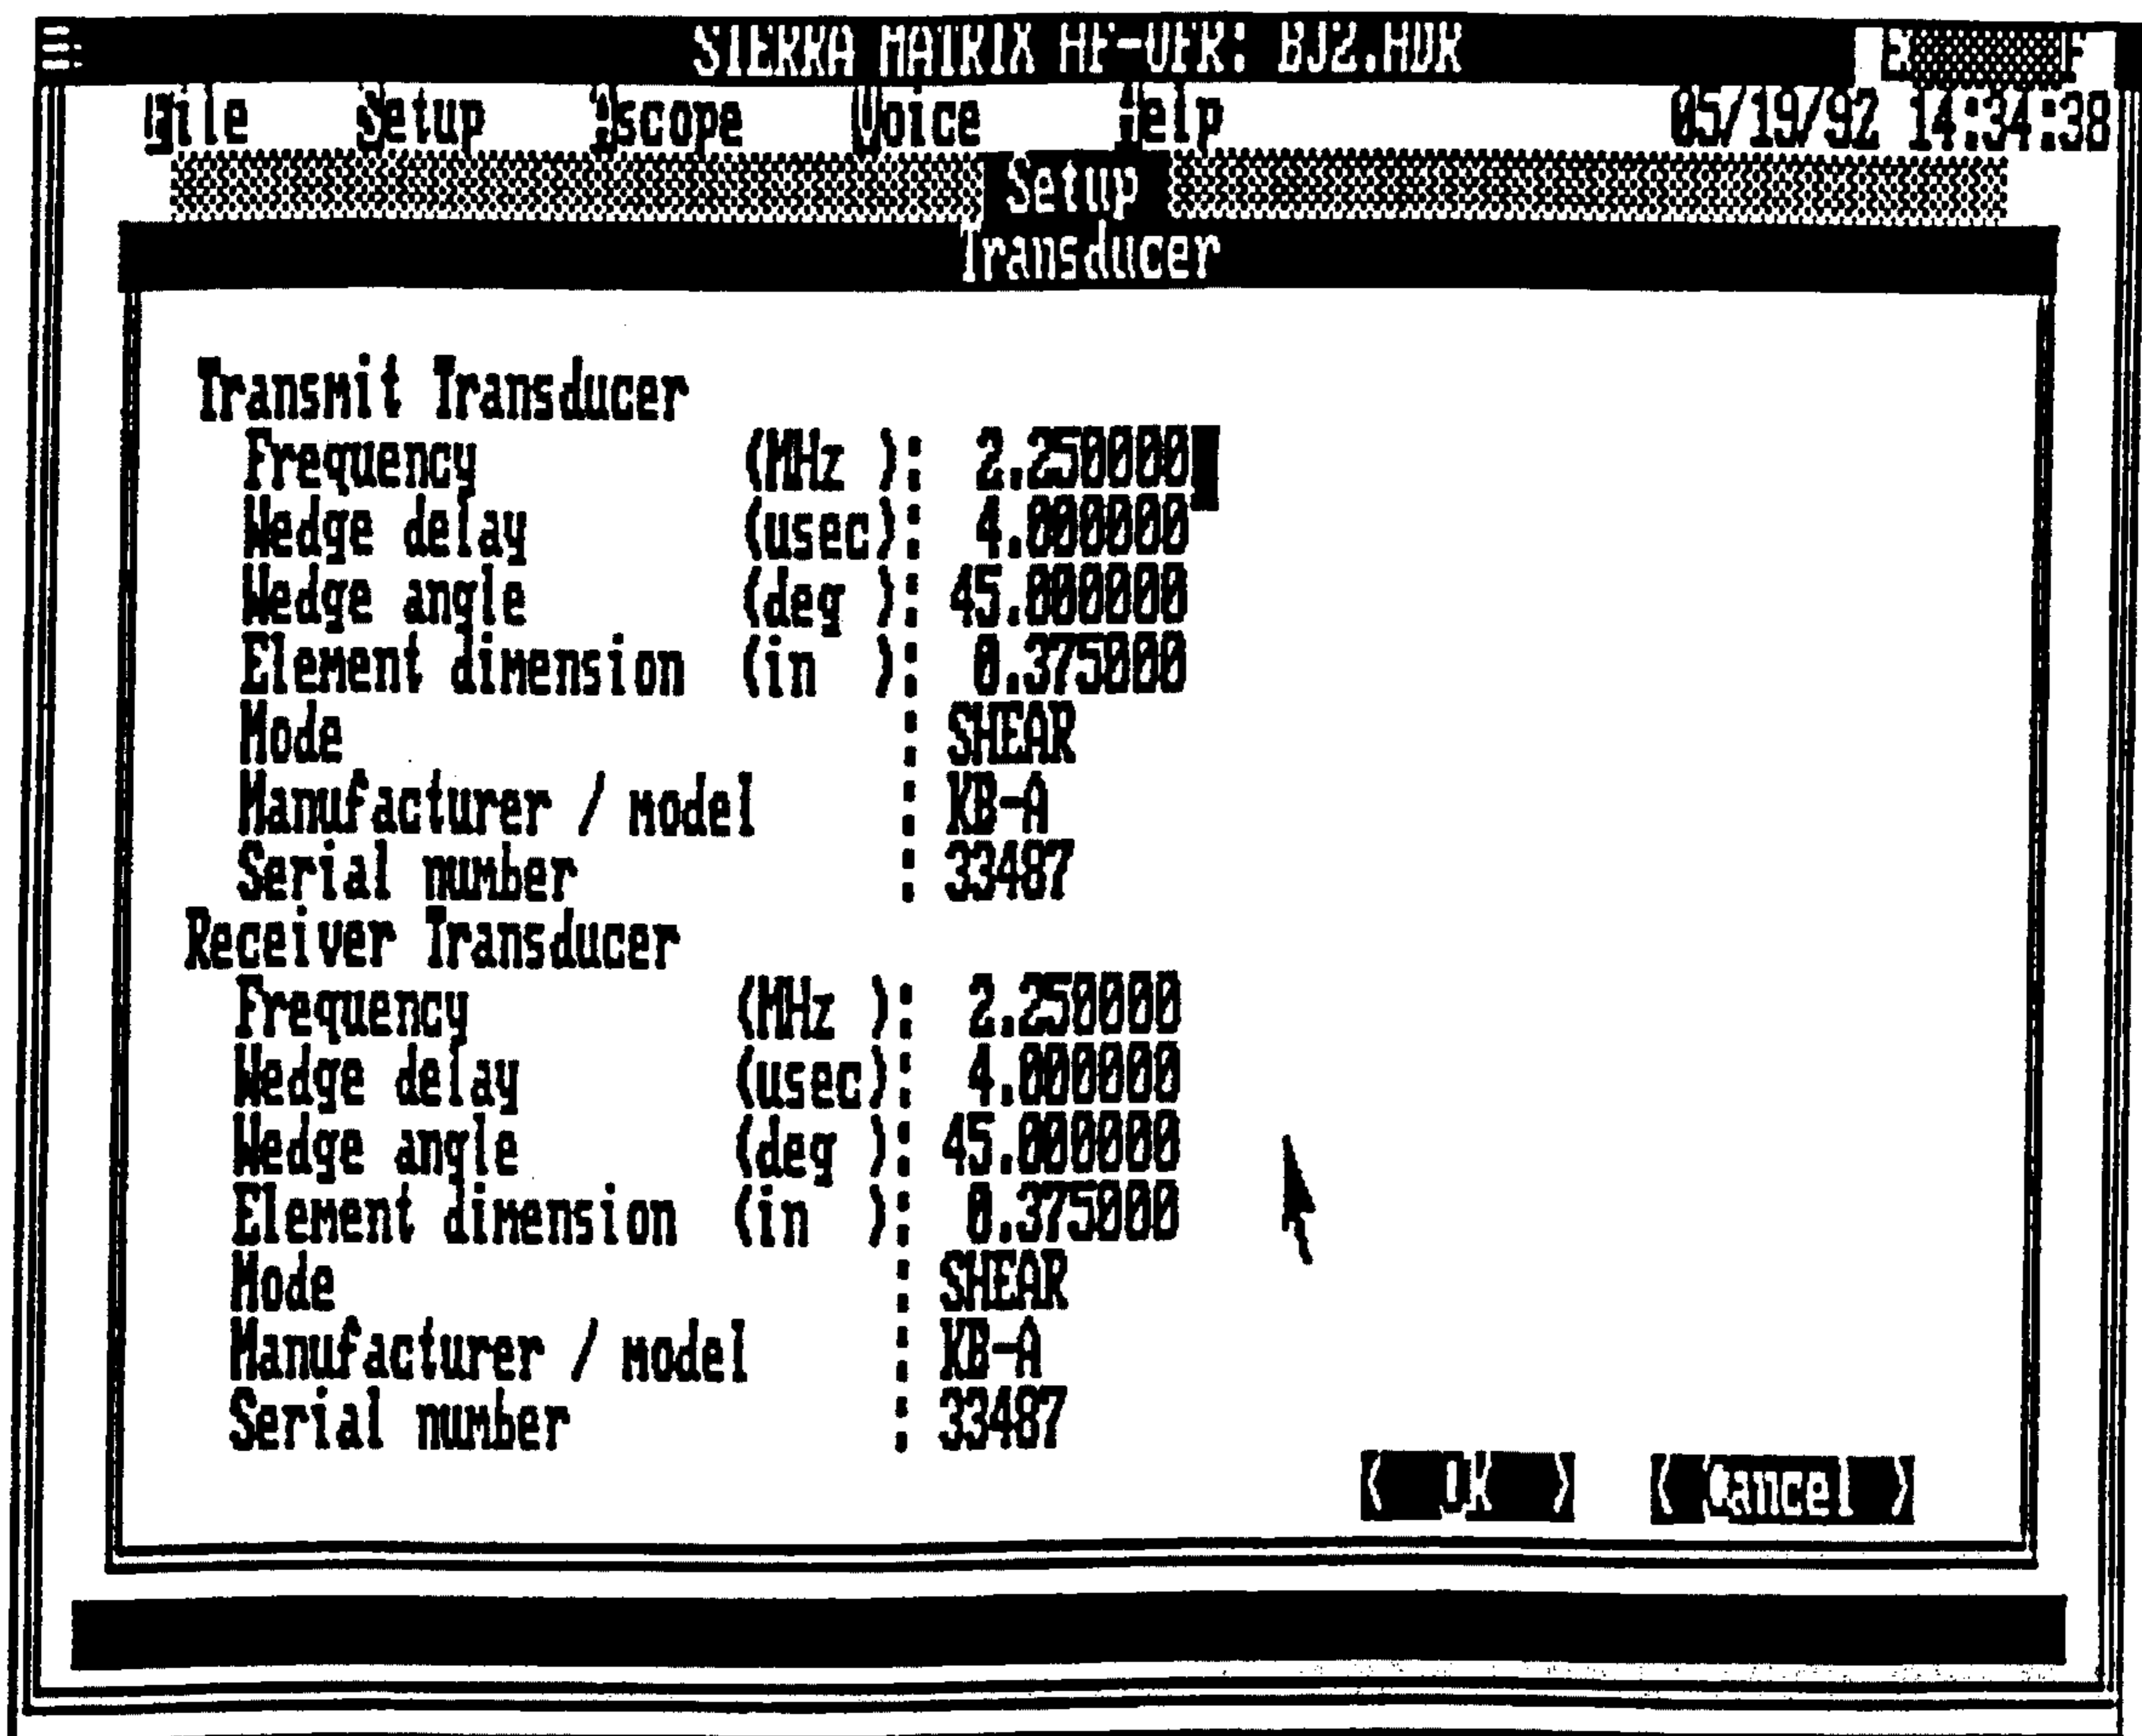 SIERRA MATRIX HF-VFR: BJ2.HDR E F
File Setup Ascope Voice Help 05/19/92 14:34:38
Setup
Transducer
Transmit Transducer
Frequency (MHz ): 2.250000
Wedge delay (usec): 4.000000
Wedge angle (deg ): 45.000000
Element dimension (in ): 0.375000
Mode : SHEAR
Manufacturer / model : KB-A
Serial number : 33487
Receiver Transducer
Frequency (MHz ): 2.250000
Wedge delay (usec): 4.000000
Wedge angle (deg ): 45.000000
Element dimension (in ): 0.375000
Mode : SHEAR
Manufacturer / model : KB-A
Serial number : 33487
< OK > < Cancel >